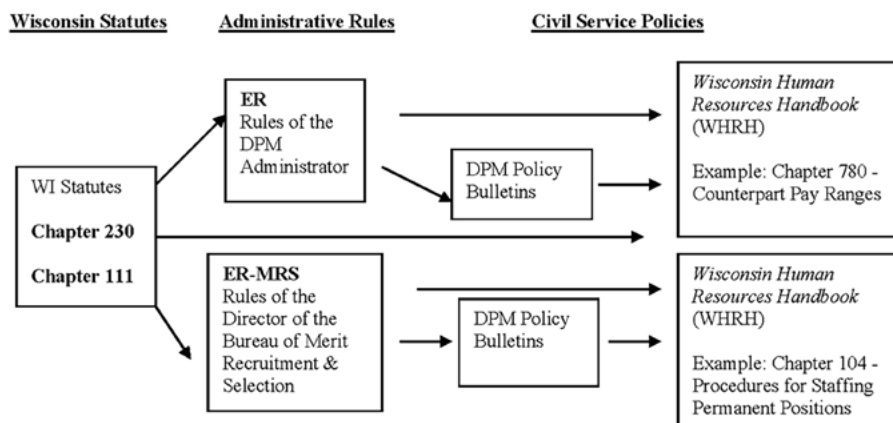 Wisconsin Statutes
Administrative Rules
Civil Service Policies
WI Statutes
Chapter 230
Chapter 111
ER
Rules of the
DPM
Administrator
DPM Policy
Bulletins
Wisconsin Human
Resources Handbook
(WHRH)
Example: Chapter 780 -
Counterpart Pay Ranges
ER-MRS
Rules of the
Director of the
Bureau of Merit
Recruitment &
Selection
DPM Policy
Bulletins
Wisconsin Human
Resources Handbook
(WHRH)
Example: Chapter 104 -
Procedures for Staffing
Permanent Positions